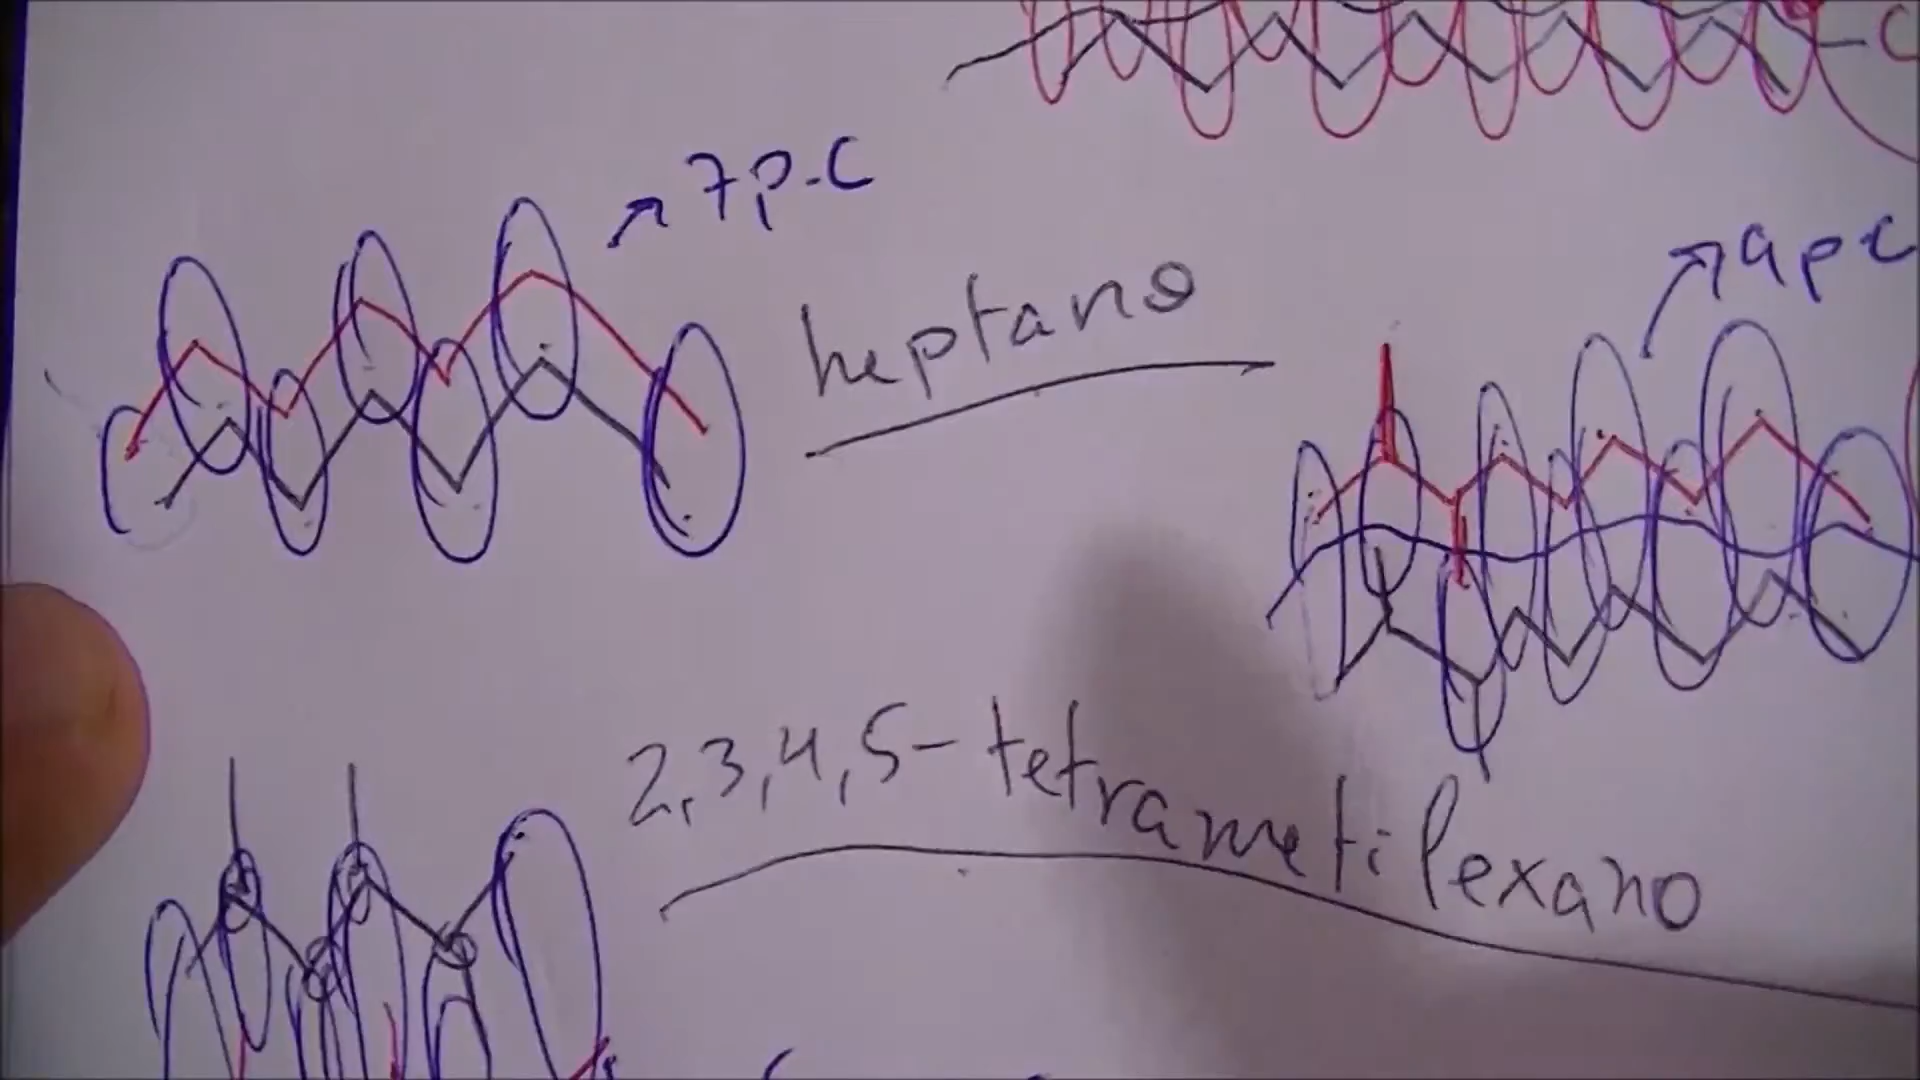 C
7p.C
9pC
heptano
2,3,4,5-tetrametilexano